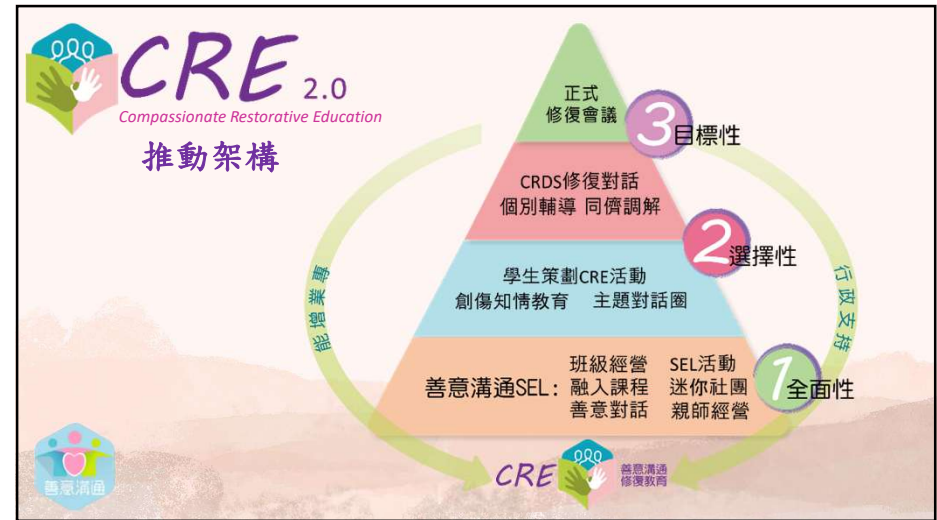 CRE 2.0
Compassionate Restorative Education
推動架構
正式
修復會議
3目標性
CRDS修復對話
個別輔導 同儕調解
2選擇性
學生策劃CRE活動
創傷知情教育 主題對話圈
善意溝通SEL:
班級經營 SEL活動
融入課程 迷你社團
善意對話 親師經營
1全面性
專業增能
行政支持
善意溝通
CRE
善意溝通
修復教育